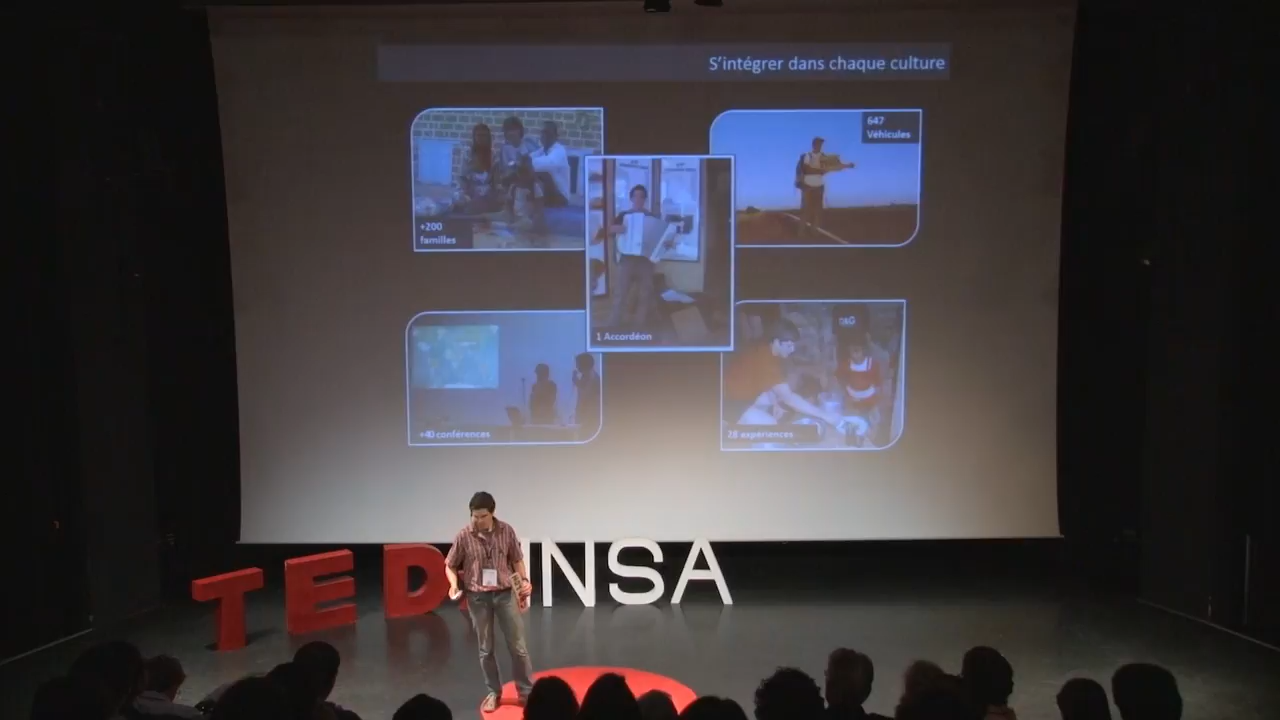 S'intégrer dans chaque culture
647
Véhicules
+200
familles
1 Accordéon
+40 conférences
28 expériences
TED
INSA